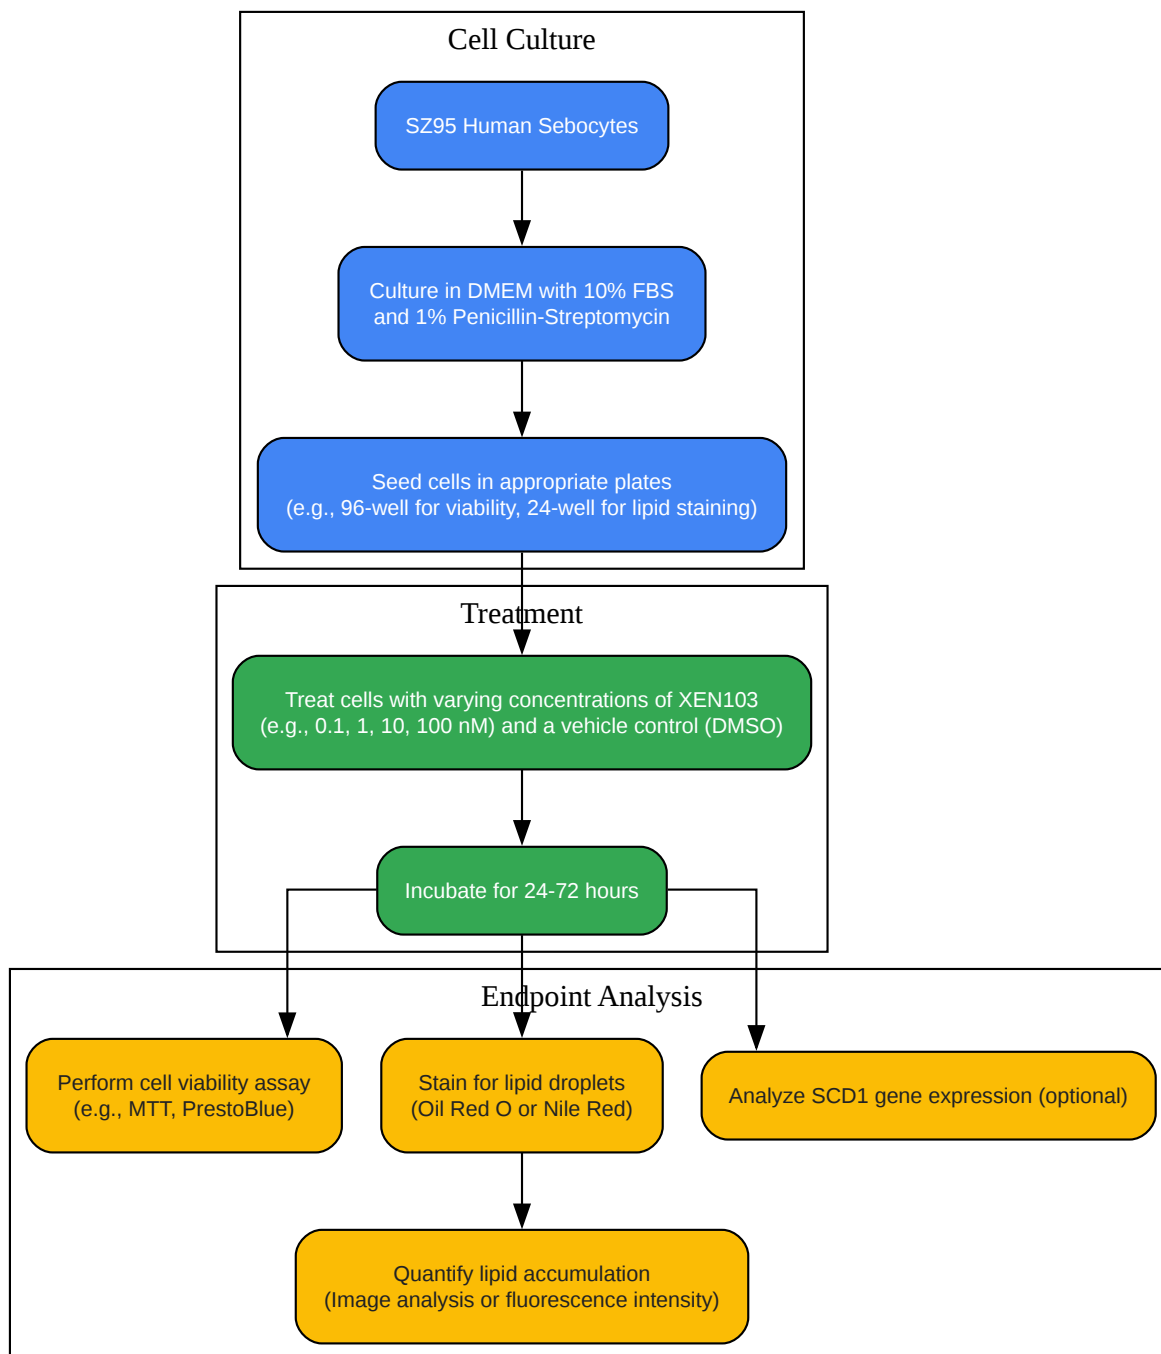 Cell Culture
SZ95 Human Sebocytes
Culture in DMEM with 10% FBS
and 1% Penicillin-Streptomycin
Seed cells in appropriate plates
(e.g., 96-well for viability, 24-well for lipid staining)
Treatment
Treat cells with varying concentrations of XEN103
(e.g., 0.1, 1, 10, 100 nM) and a vehicle control (DMSO)
Incubate for 24-72 hours
Endpoint Analysis
Perform cell viability assay
(e.g., MTT, PrestoBlue)
Stain for lipid droplets
(Oil Red O or Nile Red)
Analyze SCD1 gene expression (optional)
Quantify lipid accumulation
(Image analysis or fluorescence intensity)